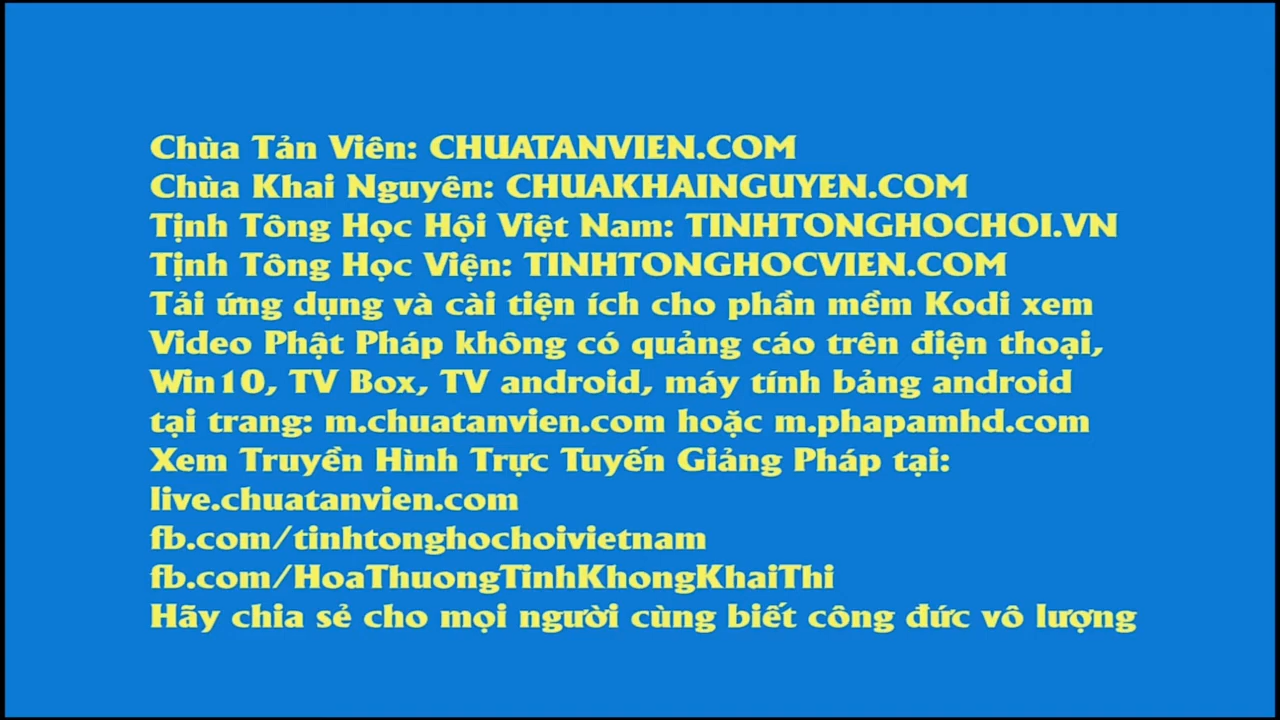 Chùa Tản Viên: CHUATANVIEN.COM
Chùa Khai Nguyên: CHUAKHAINGUYEN.COM
Tịnh Tông Học Hội Việt Nam: TINHTONGHOCHOI.VN
Tịnh Tông Học Viện: TINHTONGHOCVIEN.COM
Tải ứng dụng và cài tiện ích cho phần mềm Kodi xem
Video Phật Pháp không có quảng cáo trên điện thoại,
Win10, TV Box, TV android, máy tính bảng android
tại trang: m.chuatanvien.com hoặc m.phapamhd.com
Xem Truyền Hình Trực Tuyến Giảng Pháp tại:
live.chuatanvien.com
fb.com/tinhtonghochoivietnam
fb.com/HoaThuongTinhKhongKhaiThi
Hãy chia sẻ cho mọi người cùng biết công đức vô lượng